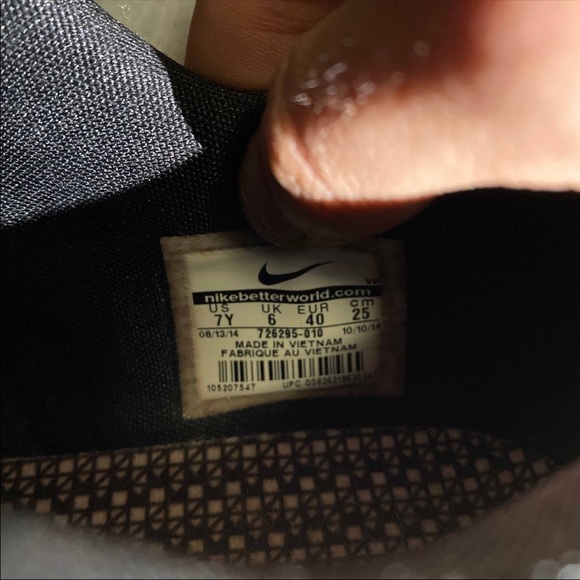 nikebetterworld.com
US UK EUR cm
7Y 6 40 25
08/13/14 726295-010 10/10/14
MADE IN VIETNAM
FABRIQUE AU VIETNAM
105207547 UPC